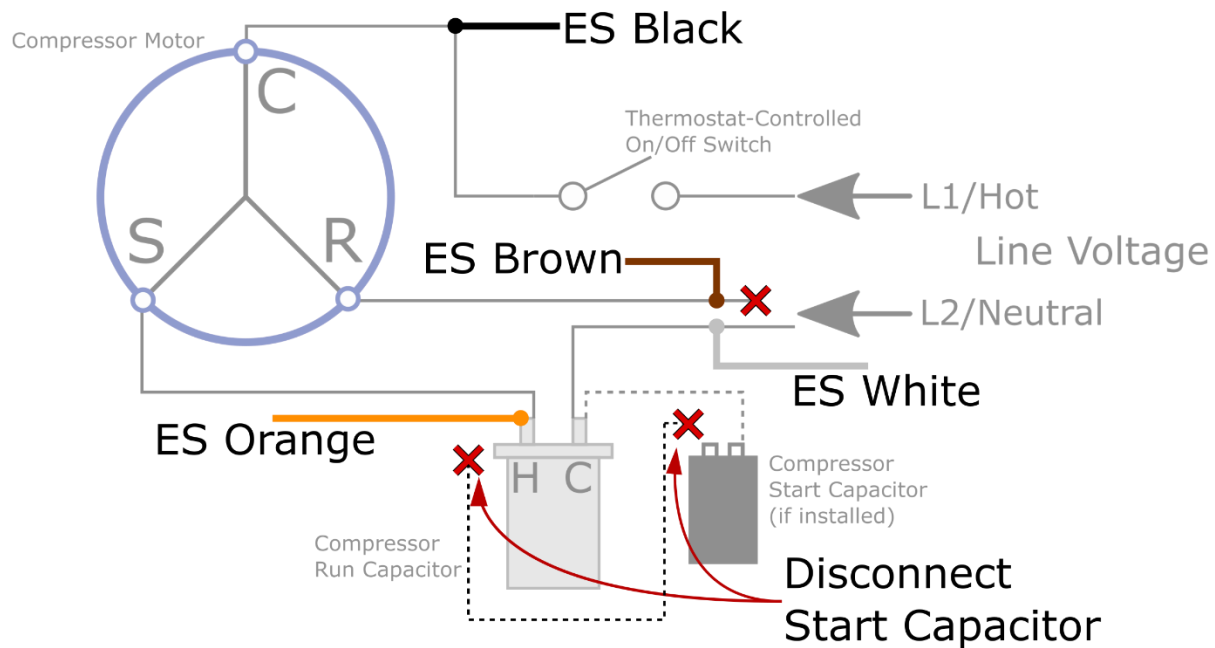 ES Black
Compressor Motor
C
Thermostat-Controlled
On/Off Switch
L1/Hot
S
R
ES Brown
Line Voltage
L2/Neutral
ES White
ES Orange
H
C
Compressor
Start Capacitor
(if installed)
Compressor
Run Capacitor
Disconnect
Start Capacitor